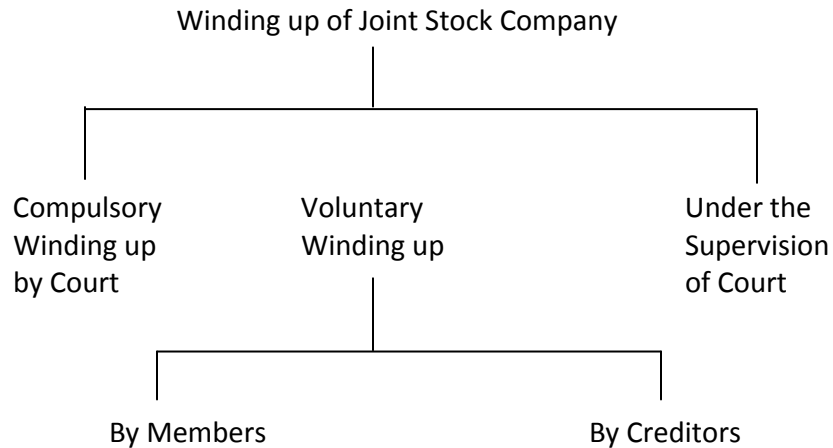 Winding up of Joint Stock Company
Compulsory
Winding up
by Court
Voluntary
Winding up
Under the
Supervision
of Court
By Members
By Creditors